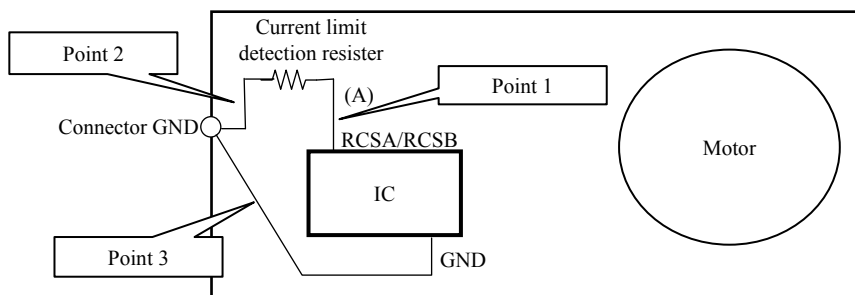 Current limit
detection resister
Point 2
(A)
Point 1
Connector GND
RCSA/RCSB
Motor
IC
Point 3
GND